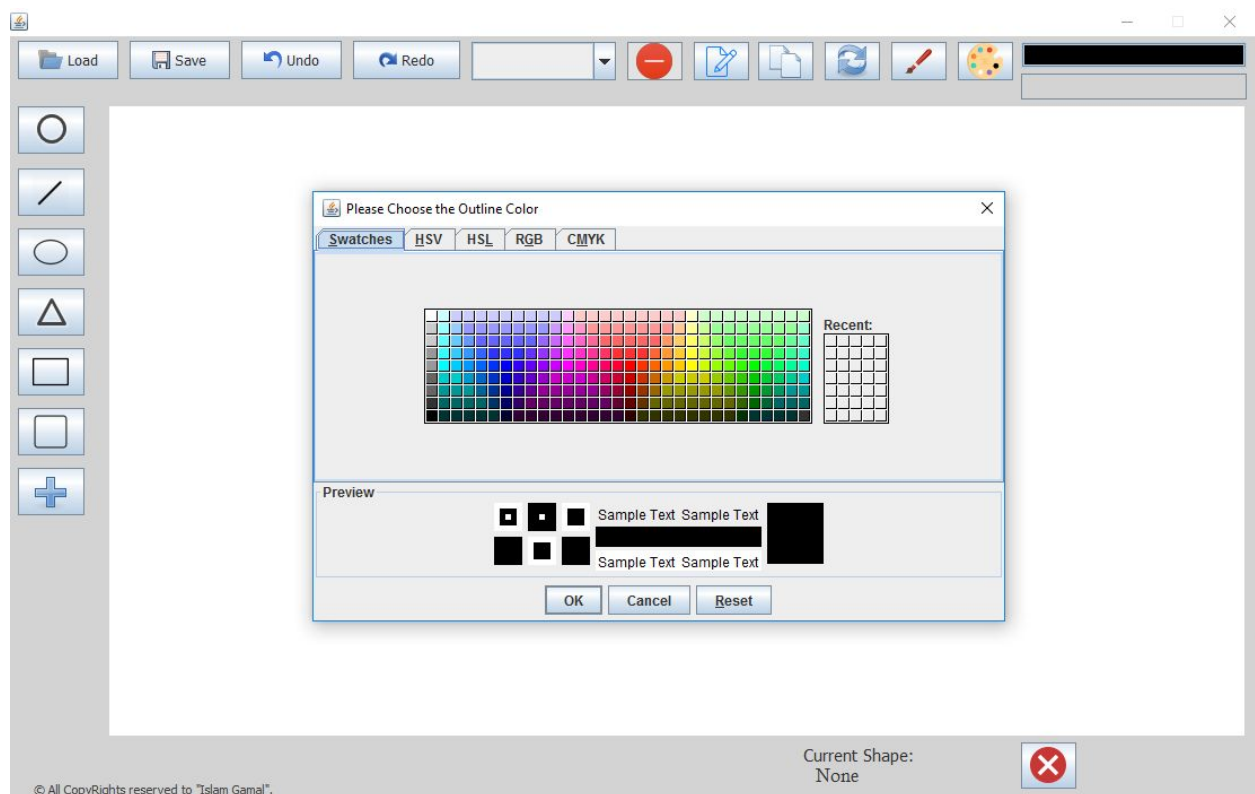 Load Save Undo Redo
Please Choose the Outline Color
Swatches HSV HSL RGB CMYK
Recent:
Preview
Sample Text Sample Text
Sample Text Sample Text
OK Cancel Reset
Current Shape:
None
© All CopyRights reserved to "Islam Gamal".